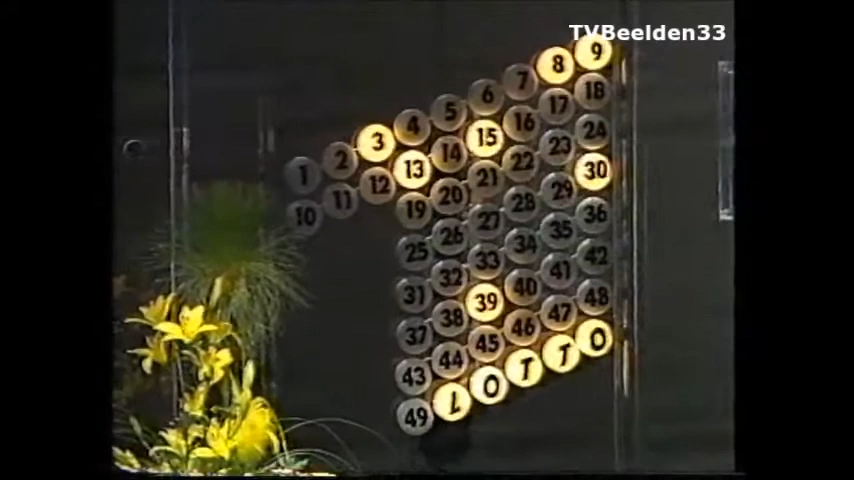 TVBeelden33
1 2 3 4 5 6 7 8 9
10 11 12 13 14 15 16 17 18
19 20 21 22 23 24
25 26 27 28 29 30
31 32 33 34 35 36
37 38 39 40 41 42
43 44 45 46 47 48
49 LOTTO